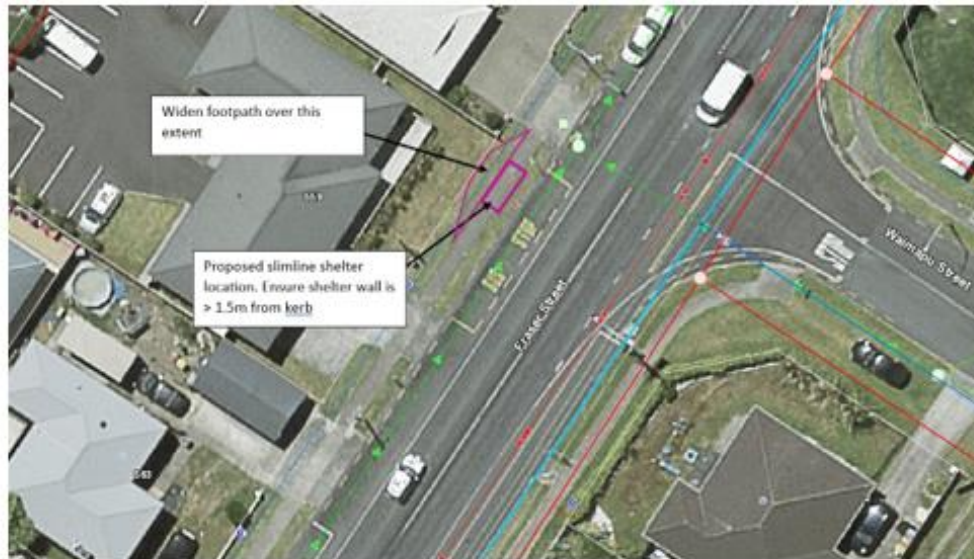 Widen footpath over this
extent
Proposed slimline shelter
location. Ensure shelter wall is
> 1.5m from kerb
Fraser Street
Waimapu Street